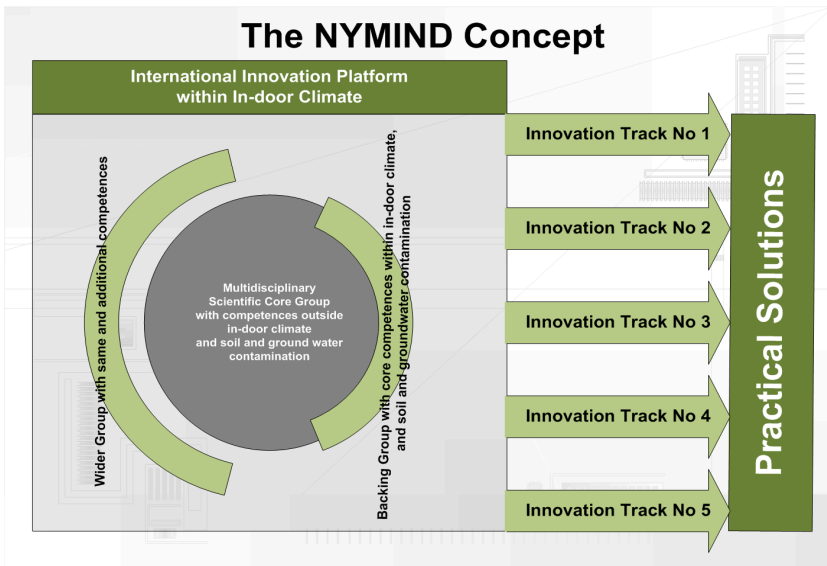 The NYMIND Concept
International Innovation Platform
within In-door Climate
Wider Group with same and additional competences
Multidisciplinary
Scientific Core Group
with competences outside
in-door climate
and soil and ground water
contamination
Backing Group with core competences within in-door climate,
and soil and groundwater contamination
Innovation Track No 1
Innovation Track No 2
Innovation Track No 3
Innovation Track No 4
Innovation Track No 5
Practical Solutions